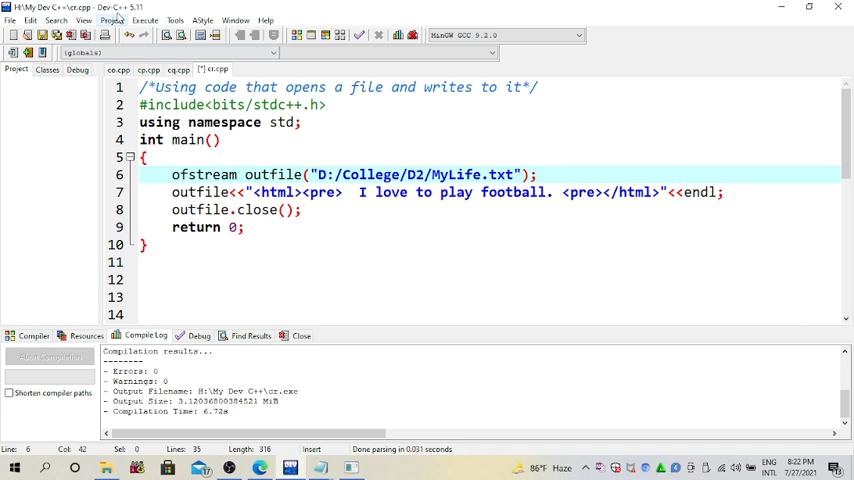 H:\My Dev C++\cr.cpp - Dev-C++ 5.11
File Edit Search View Project Execute Tools AStyle Window Help
MinGW GCC 9.2.0
(globals)
Project Classes Debug co.cpp cp.cpp cq.cpp [*] cr.cpp
1 /*Using code that opens a file and writes to it*/
2 #include<bits/stdc++.h>
3 using namespace std;
4 int main()
5 {
6 ofstream outfile("D:/College/D2/MyLife.txt");
7 outfile<<"<html><pre>  I love to play football. <pre></html>"<<endl;
8 outfile.close();
9 return 0;
10 }
11
12
13
14
Compiler Resources Compile Log Debug Find Results Close
Abort Compilation
Shorten compiler paths
Compilation results...
--------
- Errors: 0
- Warnings: 0
- Output Filename: H:\My Dev C++\cr.exe
- Output Size: 3.12036800384521 MiB
- Compilation Time: 6.72s
Line: 6 Col: 42 Sel: 0 Lines: 35 Length: 316 Insert Done parsing in 0.031 seconds
86°F Haze
ENG
INTL
8:22 PM
7/27/2021